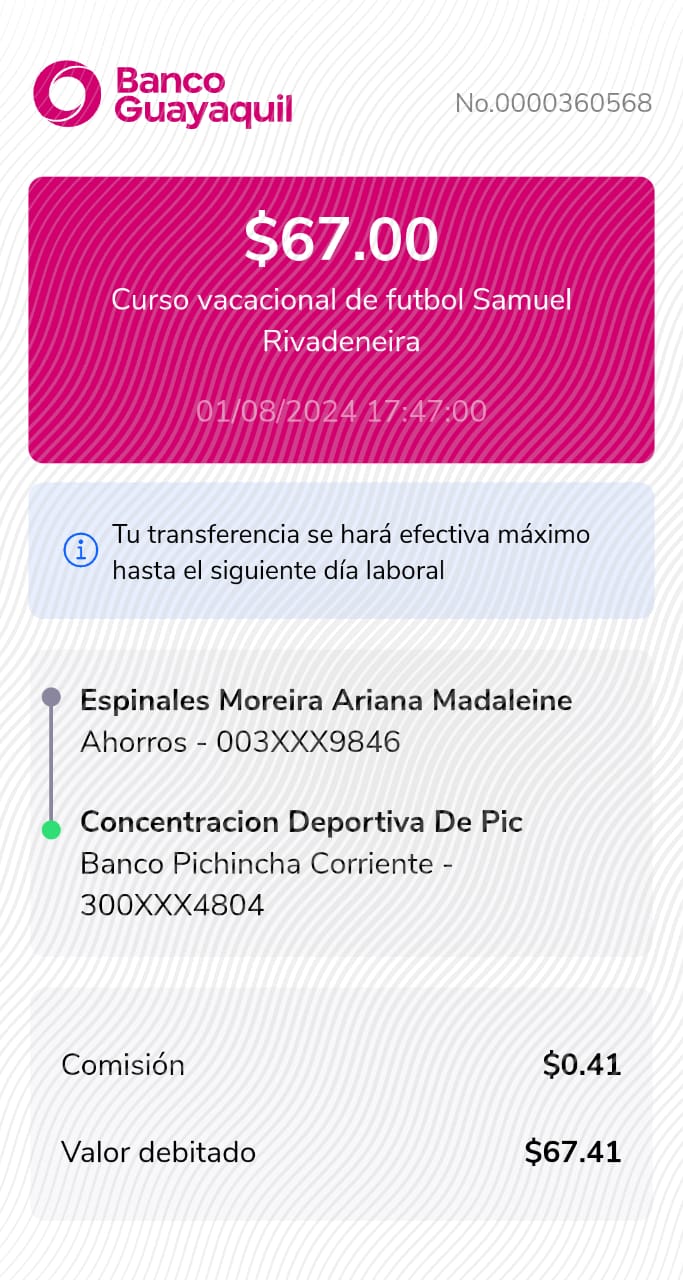 Banco
Guayaquil
No.0000360568
$67.00
Curso vacacional de futbol Samuel
Rivadeneira
01/08/2024 17:47:00
Tu transferencia se hará efectiva máximo
hasta el siguiente día laboral
Espinales Moreira Ariana Madaleine
Ahorros - 003XXX9846
Concentracion Deportiva De Pic
Banco Pichincha Corriente -
300XXX4804
Comisión $0.41
Valor debitado $67.41